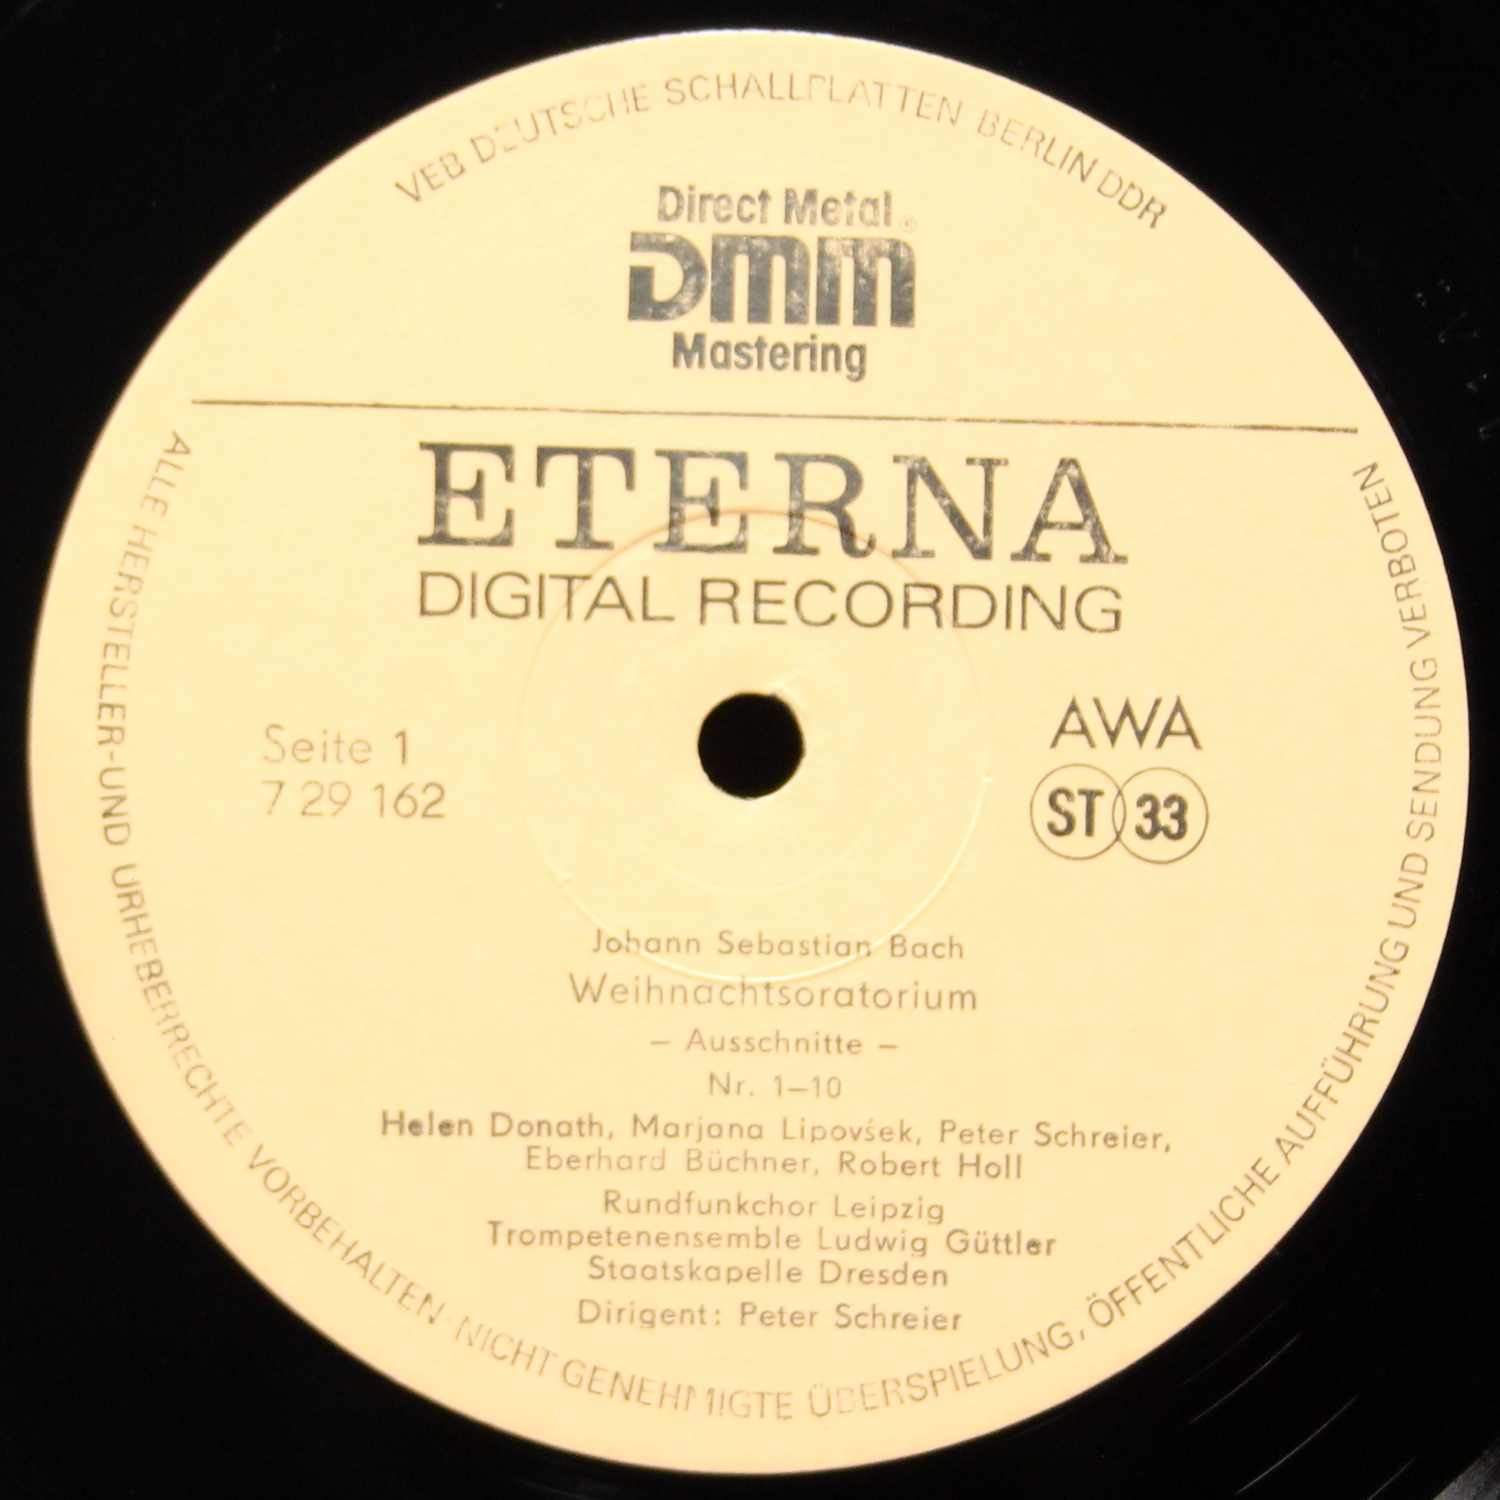 VEB DEUTSCHE SCHALLPLATTEN BERLIN DDR
Direct Metal
DMM
Mastering
ETERNA
DIGITAL RECORDING
Seite 1
7 29 162
AWA
ST 33
Johann Sebastian Bach
Weihnachtsoratorium
– Ausschnitte –
Nr. 1–10
Helen Donath, Marjana Lipovšek, Peter Schreier,
Eberhard Büchner, Robert Holl
Rundfunkchor Leipzig
Trompetenensemble Ludwig Güttler
Staatskapelle Dresden
Dirigent: Peter Schreier
ALLE HERSTELLER-UND URHEBERRECHTE VORBEHALTEN· NICHT GENEHMIGTE ÜBERSPIELUNG, ÖFFENTLICHE AUFFÜHRUNG UND SENDUNG VERBOTEN